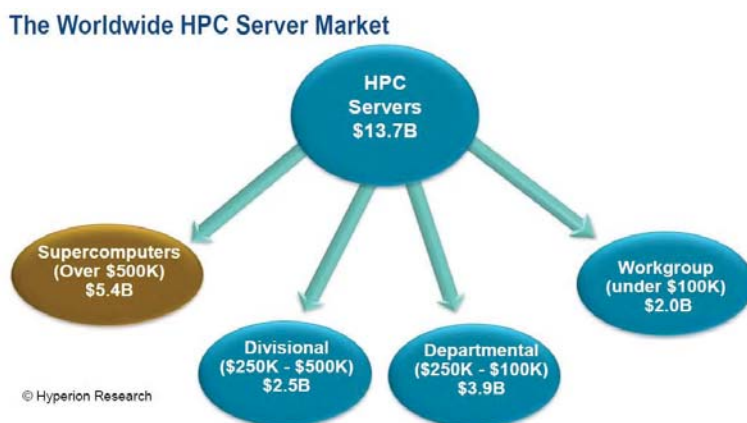 The Worldwide HPC Server Market
HPC
Servers
$13.7B
Supercomputers
(Over $500K)
$5.4B
Divisional
($250K - $500K)
$2.5B
Departmental
($250K - $100K)
$3.9B
Workgroup
(under $100K)
$2.0B
© Hyperion Research